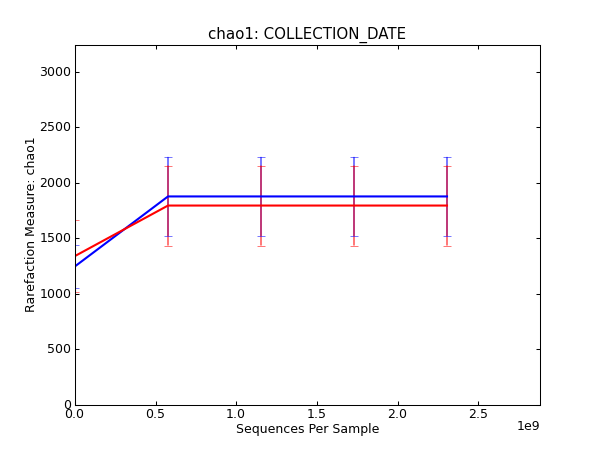 chao1: COLLECTION_DATE
3000
2500
2000
1500
1000
500
0
Rarefaction Measure: chao1
0.0 0.5 1.0 1.5 2.0 2.5
Sequences Per Sample
1e9